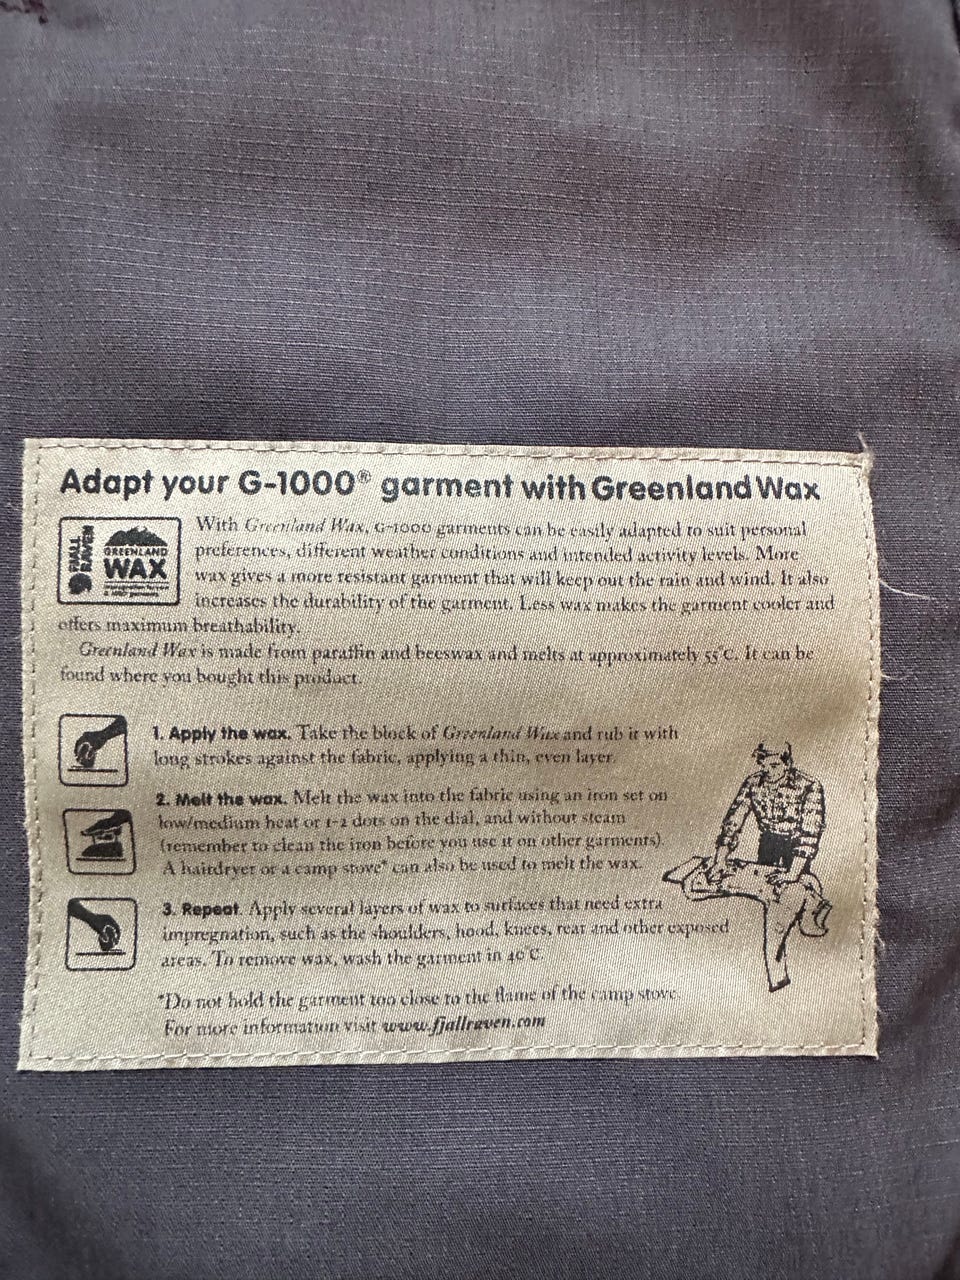 Adapt your G-1000® garment with Greenland Wax
FJALL
RAVEN
GREENLAND
WAX
With Greenland Wax, G-1000 garments can be easily adapted to suit personal
preferences, different weather conditions and intended activity levels. More
wax gives a more resistant garment that will keep out the rain and wind. It also
increases the durability of the garment. Less wax makes the garment cooler and
offers maximum breathability.
Greenland Wax is made from paraffin and beeswax and melts at approximately 55°C. It can be
found where you bought this product.
1. Apply the wax. Take the block of Greenland Wax and rub it with
long strokes against the fabric, applying a thin, even layer.
2. Melt the wax. Melt the wax into the fabric using an iron set on
low/medium heat or 1-2 dots on the dial, and without steam
(remember to clean the iron before you use it on other garments).
A hairdryer or a camp stove* can also be used to melt the wax.
3. Repeat. Apply several layers of wax to surfaces that need extra
impregnation, such as the shoulders, hood, knees, rear and other exposed
areas. To remove wax, wash the garment in 40°C.
*Do not hold the garment too close to the flame of the camp stove.
For more information visit www.fjallraven.com